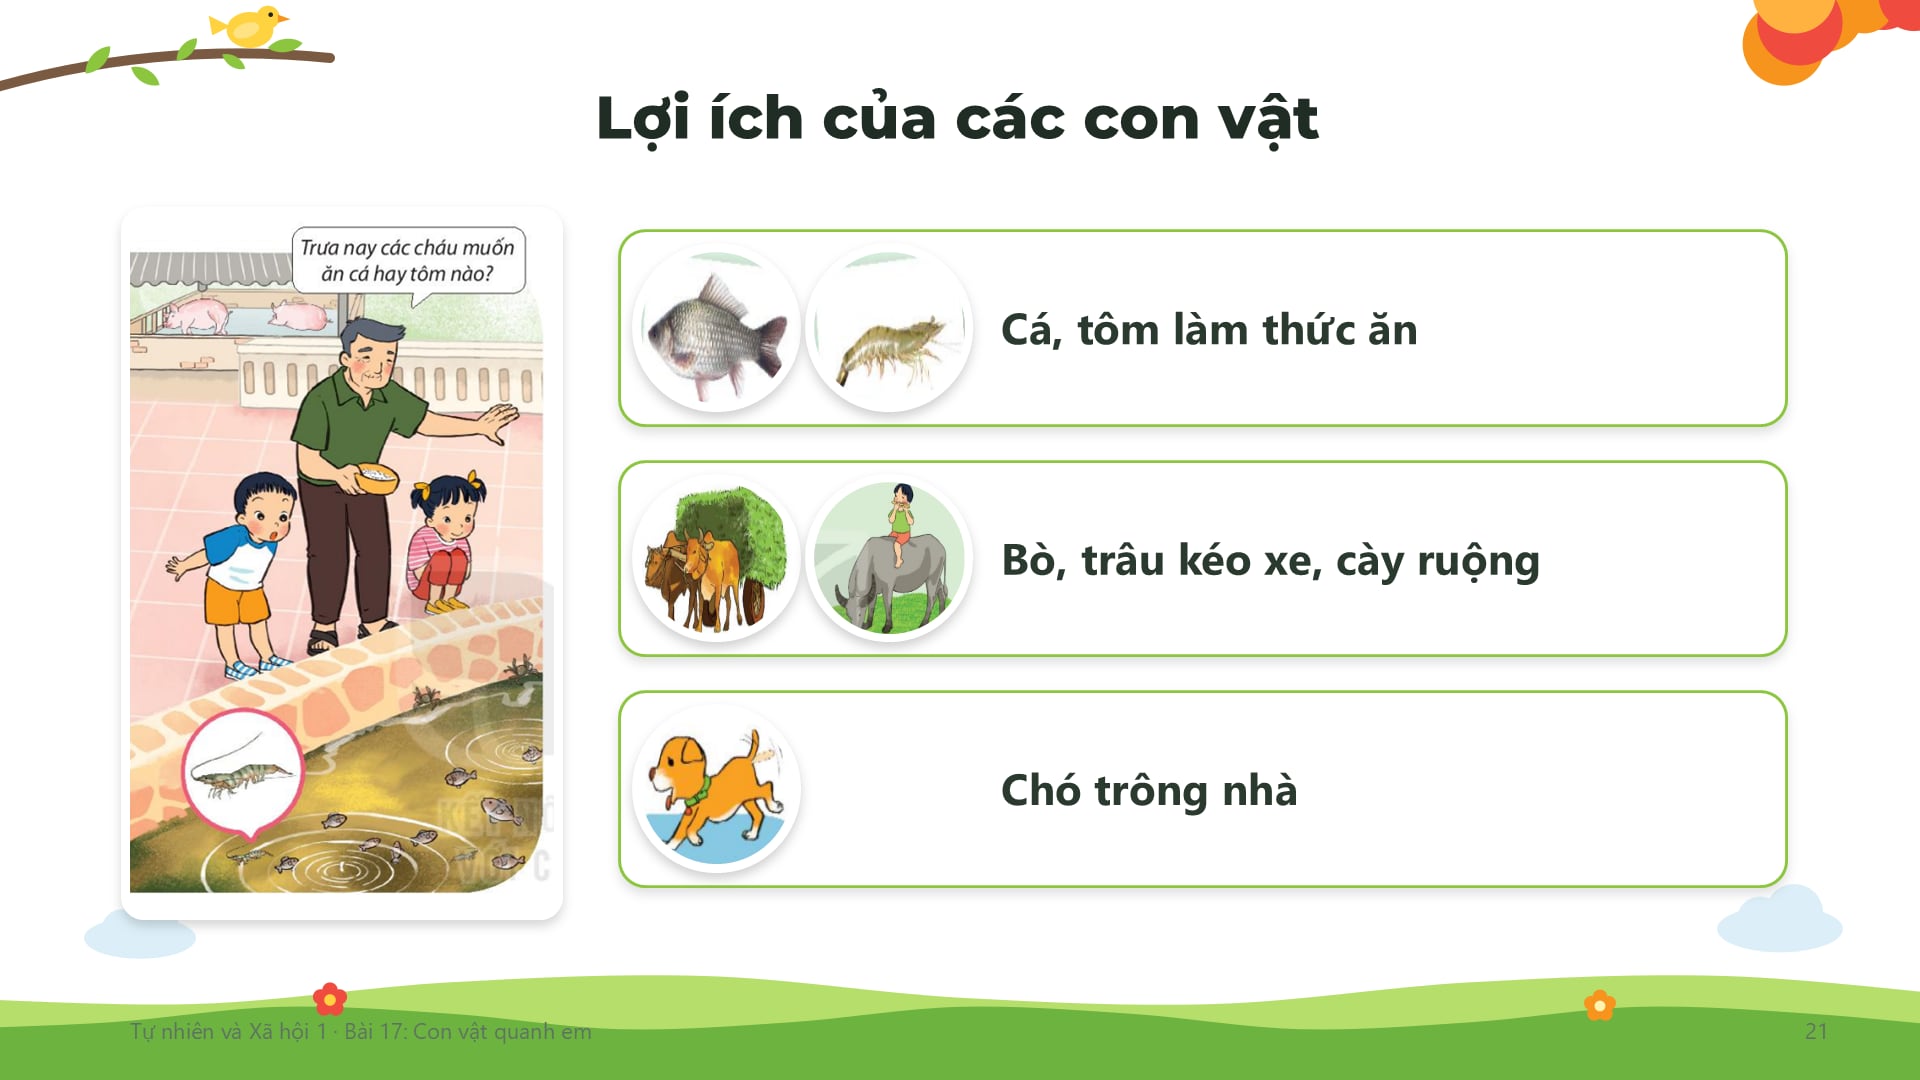 Lợi ích của các con vật
Trưa nay các cháu muốn
ăn cá hay tôm nào?
Cá, tôm làm thức ăn
Bò, trâu kéo xe, cày ruộng
Chó trông nhà
Tự nhiên và Xã hội 1 · Bài 17: Con vật quanh em
21